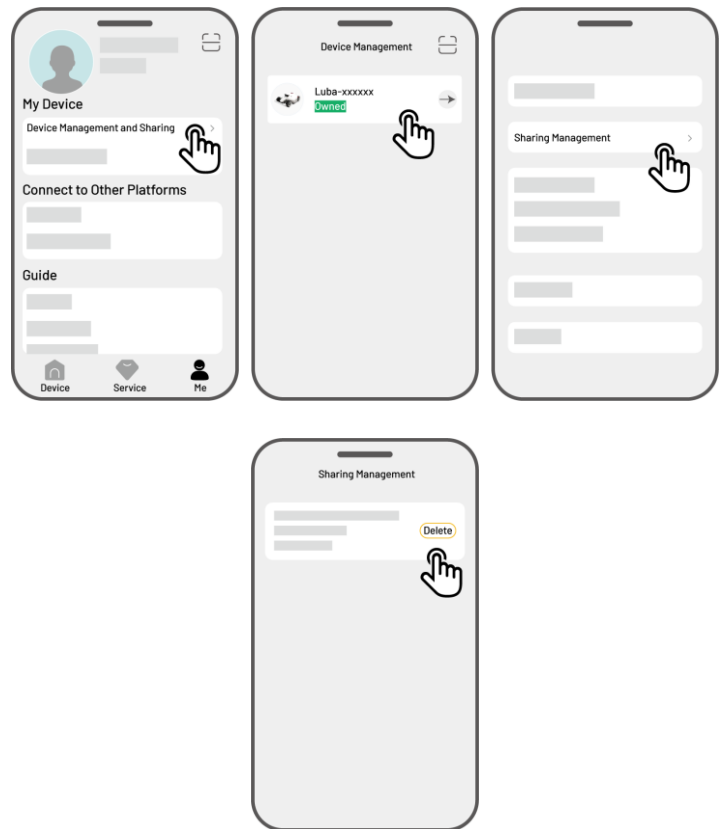 My Device
Device Management and Sharing
Connect to Other Platforms
Guide
Device
Service
Me
Device Management
Luba-xxxxxx
Owned
Sharing Management
Sharing Management
Delete